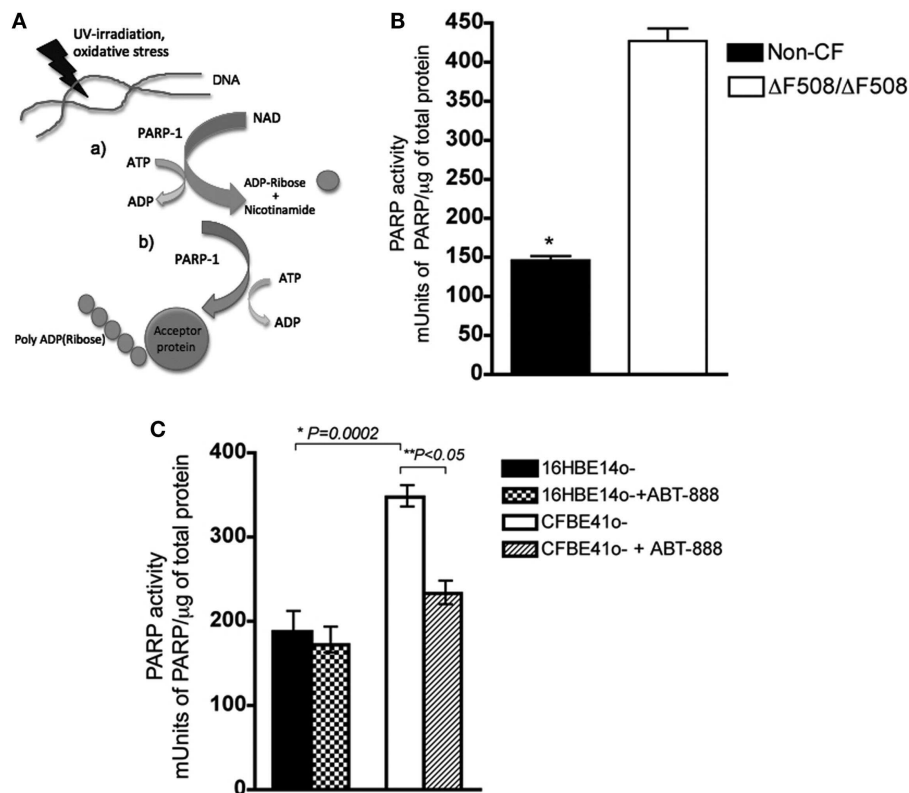 A
UV-irradiation,
oxidative stress
DNA
a)
PARP-1
NAD
ATP
ADP
ADP-Ribose
+
Nicotinamide
b)
PARP-1
ATP
ADP
Poly ADP(Ribose)
Acceptor
protein
B
PARP activity
mUnits of PARP/μg of total protein
450
400
350
300
250
200
150
100
50
0
*
Non-CF
ΔF508/ΔF508
C
PARP activity
mUnits of PARP/μg of total protein
400
300
200
100
0
* P=0.0002
**P<0.05
16HBE14o-
16HBE14o-+ABT-888
CFBE41o-
CFBE41o- + ABT-888